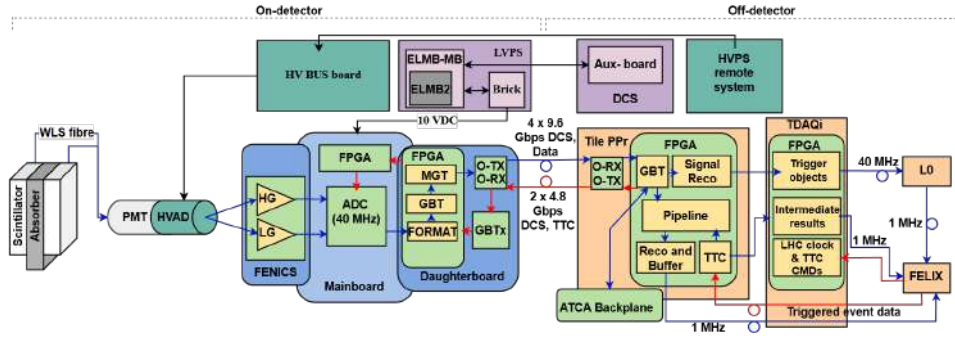 On-detector
Off-detector
HV BUS board
ELMB-MB
LVPS
ELMB2
Brick
Aux- board
DCS
HVPS
remote
system
10 VDC
WLS fibre
Scintillator
Absorber
PMT
HVAD
HG
LG
FENICS
FPGA
ADC
(40 MHz)
Mainboard
FPGA
MGT
GBT
FORMAT
O-TX
O-RX
GBTx
Daughterboard
4 x 9.6
Gbps DCS,
Data
2 x 4.8
Gbps
DCS, TTC
Tile PPr
O-RX
O-TX
FPGA
GBT
Signal
Reco
Pipeline
Reco and
Buffer
TTC
ATCA Backplane
TDAQi
FPGA
Trigger
objects
Intermediate
results
LHC clock
& TTC
CMDs
40 MHz
L0
1 MHz
1 MHz
FELIX
Triggered event data
1 MHz